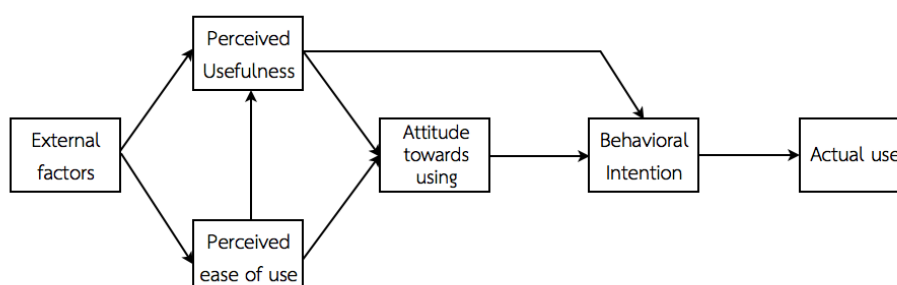 Perceived
Usefulness
External
factors
Attitude
towards
using
Behavioral
Intention
Actual use
Perceived
ease of use